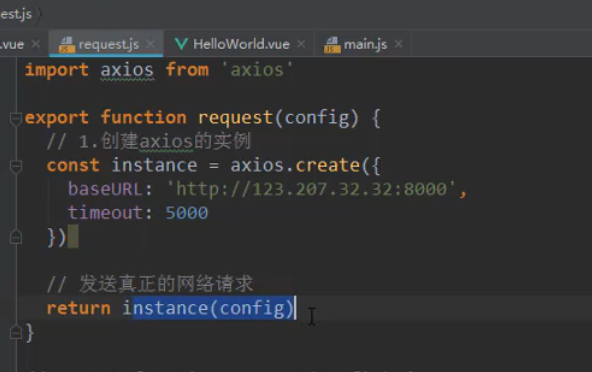 est.js
.vue × request.js × HelloWorld.vue × main.js ×
import axios from 'axios'
export function request(config) {
// 1.创建axios的实例
const instance = axios.create({
baseURL: 'http://123.207.32.32:8000',
timeout: 5000
})
// 发送真正的网络请求
return instance(config)
}